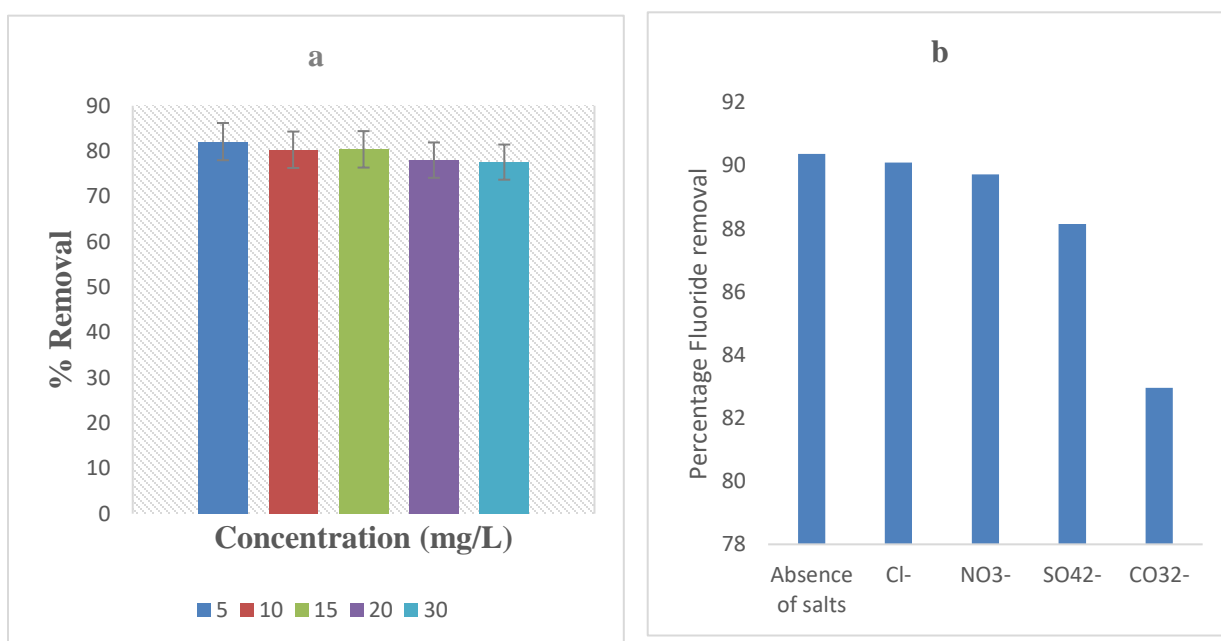 a
90
80
70
60
50
40
30
20
10
0
% Removal
Concentration (mg/L)
5 10 15 20 30
b
92
90
88
86
84
82
80
78
Percentage Fluoride removal
Absence of salts Cl- NO3- SO42- CO32-